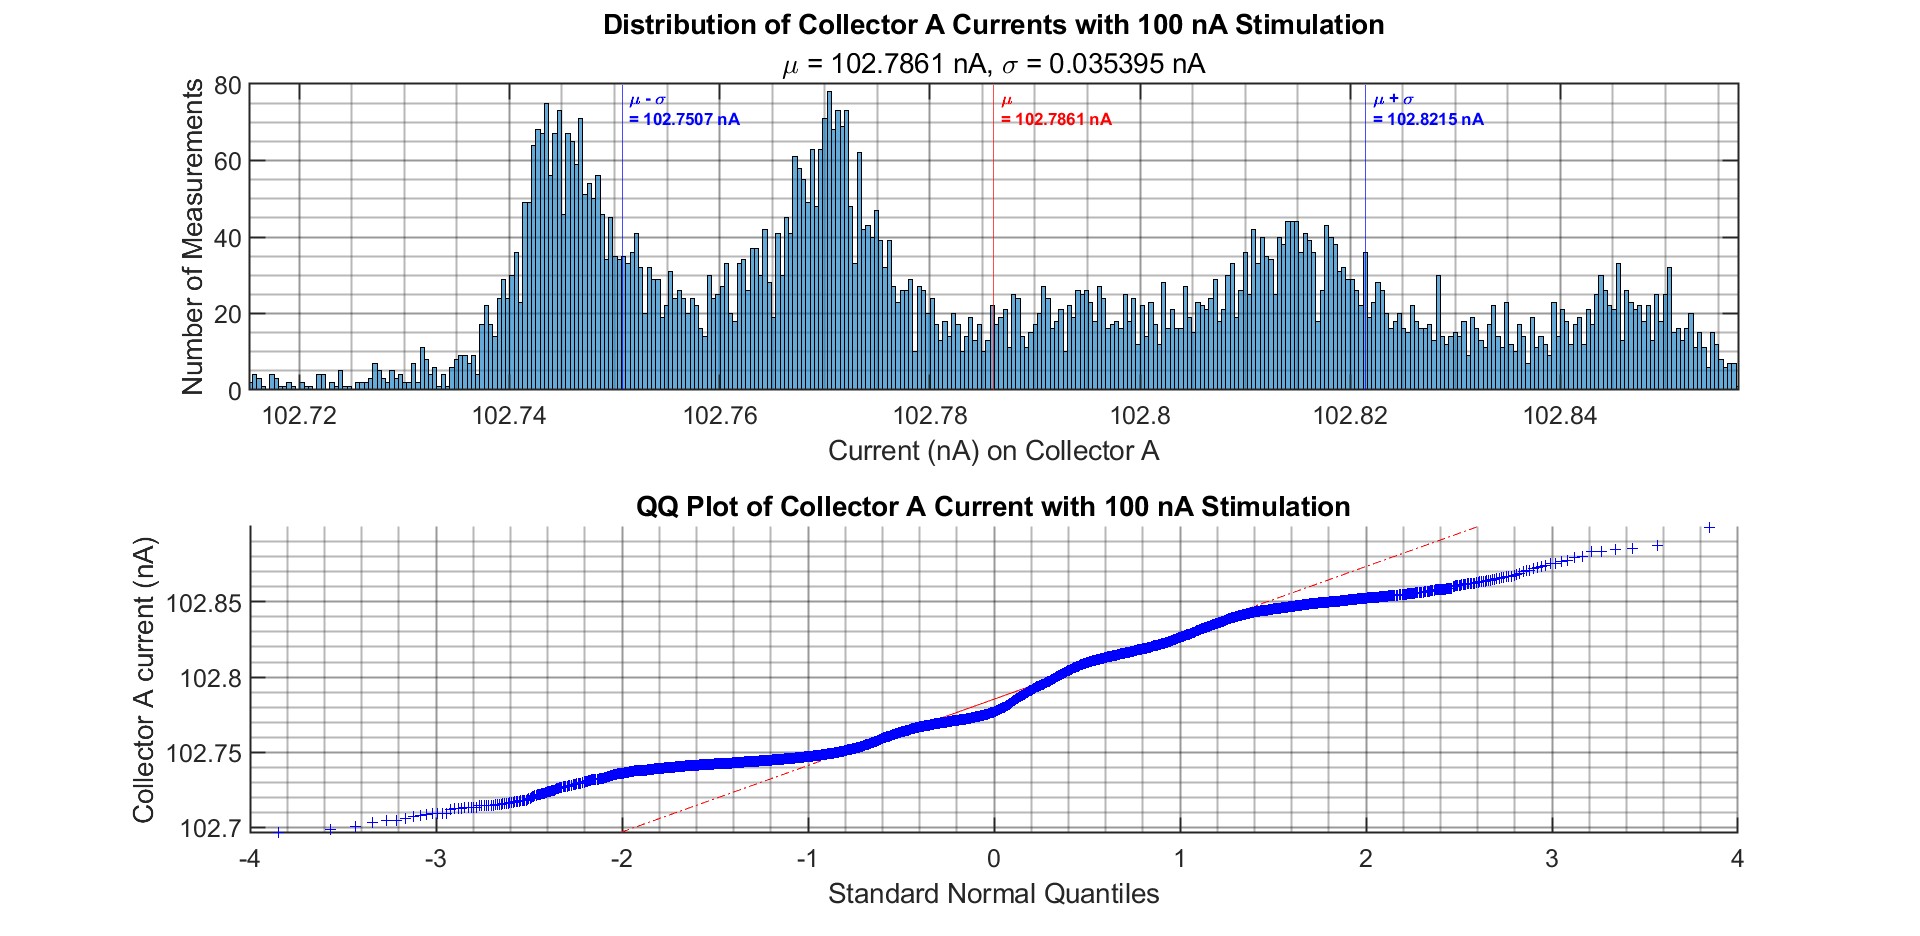 Distribution of Collector A Currents with 100 nA Stimulation
μ = 102.7861 nA, σ = 0.035395 nA
Number of Measurements
80
60
40
20
0
μ - σ
= 102.7507 nA
μ
= 102.7861 nA
μ + σ
= 102.8215 nA
102.72
102.74
102.76
102.78
102.8
102.82
102.84
Current (nA) on Collector A
QQ Plot of Collector A Current with 100 nA Stimulation
Collector A current (nA)
102.85
102.8
102.75
102.7
-4
-3
-2
-1
0
1
2
3
4
Standard Normal Quantiles